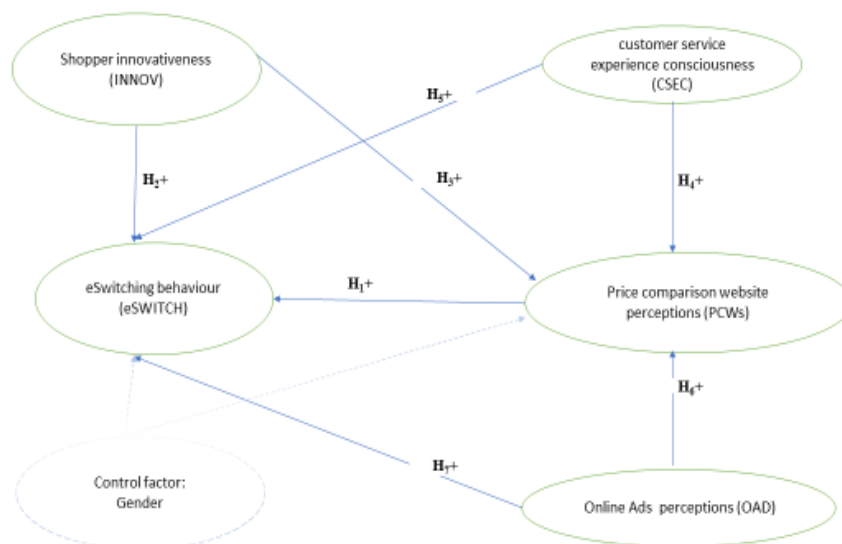 Shopper innovativeness
(INNOV)
customer service
experience consciousness
(CSEC)
H₅+
H₂+
H₃+
H₄+
eSwitching behaviour
(eSWITCH)
H₁+
Price comparison website
perceptions (PCWs)
H₆+
Control factor:
Gender
H₇+
Online Ads perceptions (OAD)